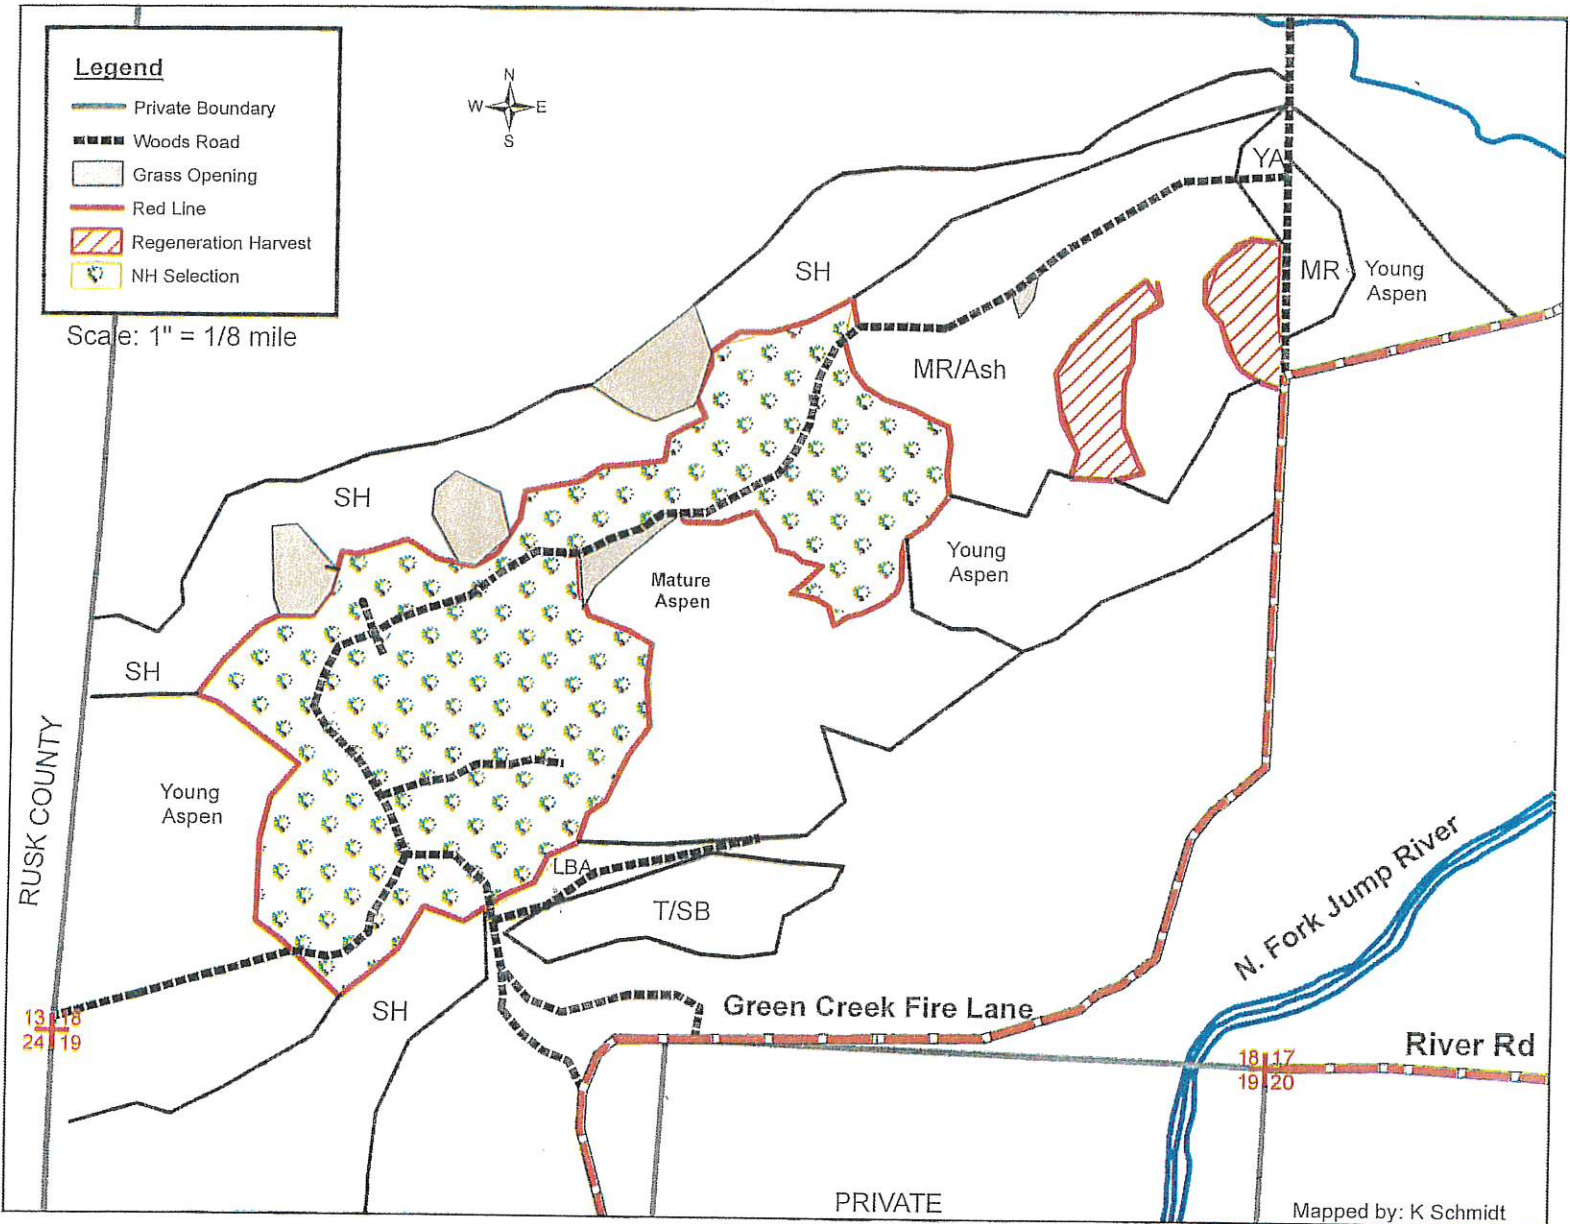 Legend
Private Boundary
Woods Road
Grass Opening
Red Line
Regeneration Harvest
NH Selection
Scale: 1" = 1/8 mile
N
W E
S
YA
SH
MR
Young
Aspen
MR/Ash
SH
Young
Aspen
Mature
Aspen
SH
Young
Aspen
RUSK COUNTY
LBA
T/SB
N. Fork Jump River
SH
Green Creek Fire Lane
13 18
24 19
River Rd
18 17
19 20
PRIVATE
Mapped by: K Schmidt